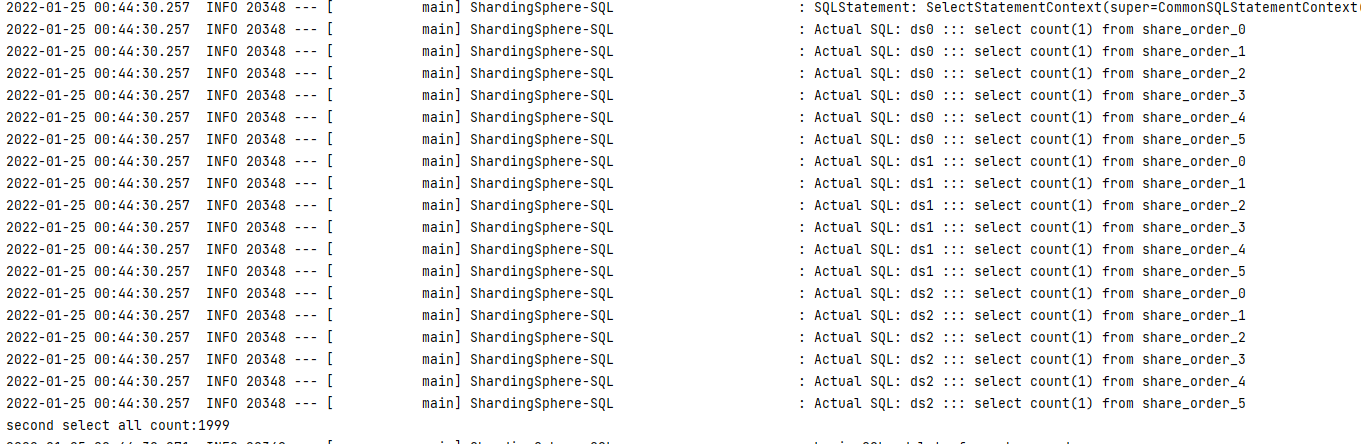 2022-01-25 00:44:30.257  INFO 20348 --- [           main] ShardingSphere-SQL                       : SQLStatement: SelectStatementContext(super=CommonSQLStatementContext(
2022-01-25 00:44:30.257  INFO 20348 --- [           main] ShardingSphere-SQL                       : Actual SQL: ds0 ::: select count(1) from share_order_0
2022-01-25 00:44:30.257  INFO 20348 --- [           main] ShardingSphere-SQL                       : Actual SQL: ds0 ::: select count(1) from share_order_1
2022-01-25 00:44:30.257  INFO 20348 --- [           main] ShardingSphere-SQL                       : Actual SQL: ds0 ::: select count(1) from share_order_2
2022-01-25 00:44:30.257  INFO 20348 --- [           main] ShardingSphere-SQL                       : Actual SQL: ds0 ::: select count(1) from share_order_3
2022-01-25 00:44:30.257  INFO 20348 --- [           main] ShardingSphere-SQL                       : Actual SQL: ds0 ::: select count(1) from share_order_4
2022-01-25 00:44:30.257  INFO 20348 --- [           main] ShardingSphere-SQL                       : Actual SQL: ds0 ::: select count(1) from share_order_5
2022-01-25 00:44:30.257  INFO 20348 --- [           main] ShardingSphere-SQL                       : Actual SQL: ds1 ::: select count(1) from share_order_0
2022-01-25 00:44:30.257  INFO 20348 --- [           main] ShardingSphere-SQL                       : Actual SQL: ds1 ::: select count(1) from share_order_1
2022-01-25 00:44:30.257  INFO 20348 --- [           main] ShardingSphere-SQL                       : Actual SQL: ds1 ::: select count(1) from share_order_2
2022-01-25 00:44:30.257  INFO 20348 --- [           main] ShardingSphere-SQL                       : Actual SQL: ds1 ::: select count(1) from share_order_3
2022-01-25 00:44:30.257  INFO 20348 --- [           main] ShardingSphere-SQL                       : Actual SQL: ds1 ::: select count(1) from share_order_4
2022-01-25 00:44:30.257  INFO 20348 --- [           main] ShardingSphere-SQL                       : Actual SQL: ds1 ::: select count(1) from share_order_5
2022-01-25 00:44:30.257  INFO 20348 --- [           main] ShardingSphere-SQL                       : Actual SQL: ds2 ::: select count(1) from share_order_0
2022-01-25 00:44:30.257  INFO 20348 --- [           main] ShardingSphere-SQL                       : Actual SQL: ds2 ::: select count(1) from share_order_1
2022-01-25 00:44:30.257  INFO 20348 --- [           main] ShardingSphere-SQL                       : Actual SQL: ds2 ::: select count(1) from share_order_2
2022-01-25 00:44:30.257  INFO 20348 --- [           main] ShardingSphere-SQL                       : Actual SQL: ds2 ::: select count(1) from share_order_3
2022-01-25 00:44:30.257  INFO 20348 --- [           main] ShardingSphere-SQL                       : Actual SQL: ds2 ::: select count(1) from share_order_4
2022-01-25 00:44:30.257  INFO 20348 --- [           main] ShardingSphere-SQL                       : Actual SQL: ds2 ::: select count(1) from share_order_5
second select all count:1999